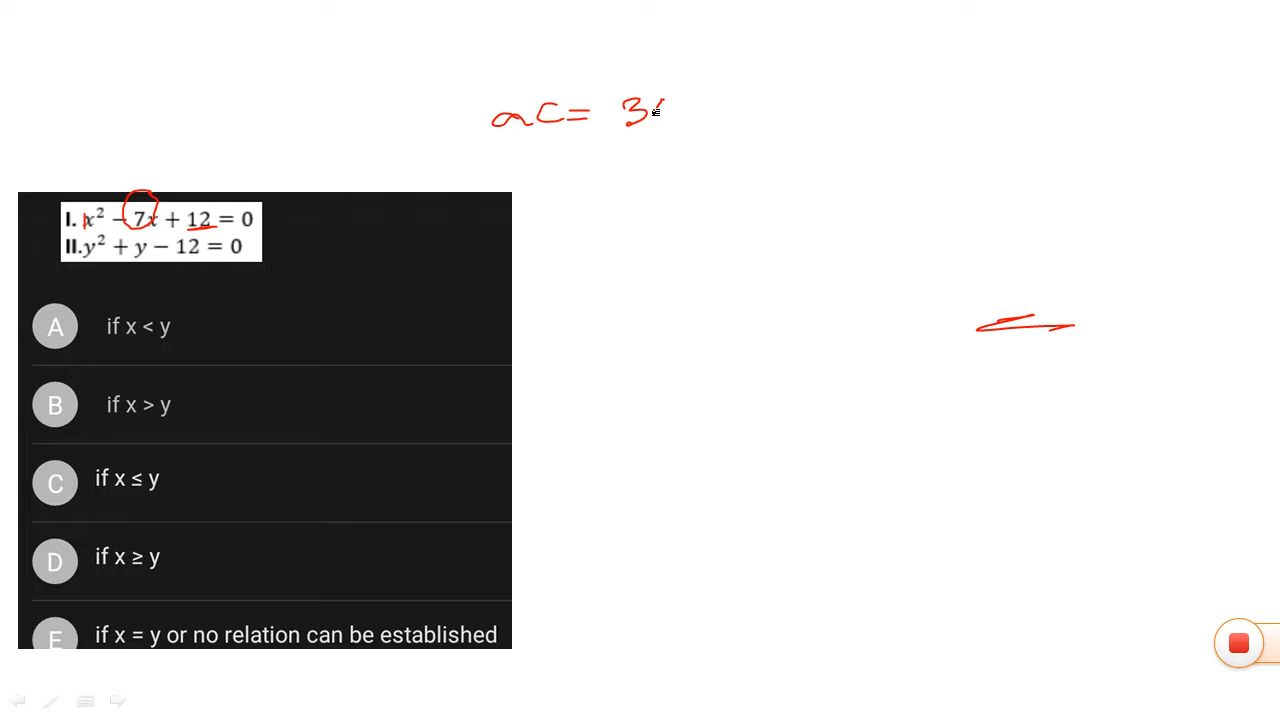 ac= 3
I. x² − 7x + 12 = 0
II.y² + y − 12 = 0
A if x < y
B if x > y
C if x ≤ y
D if x ≥ y
E if x = y or no relation can be established